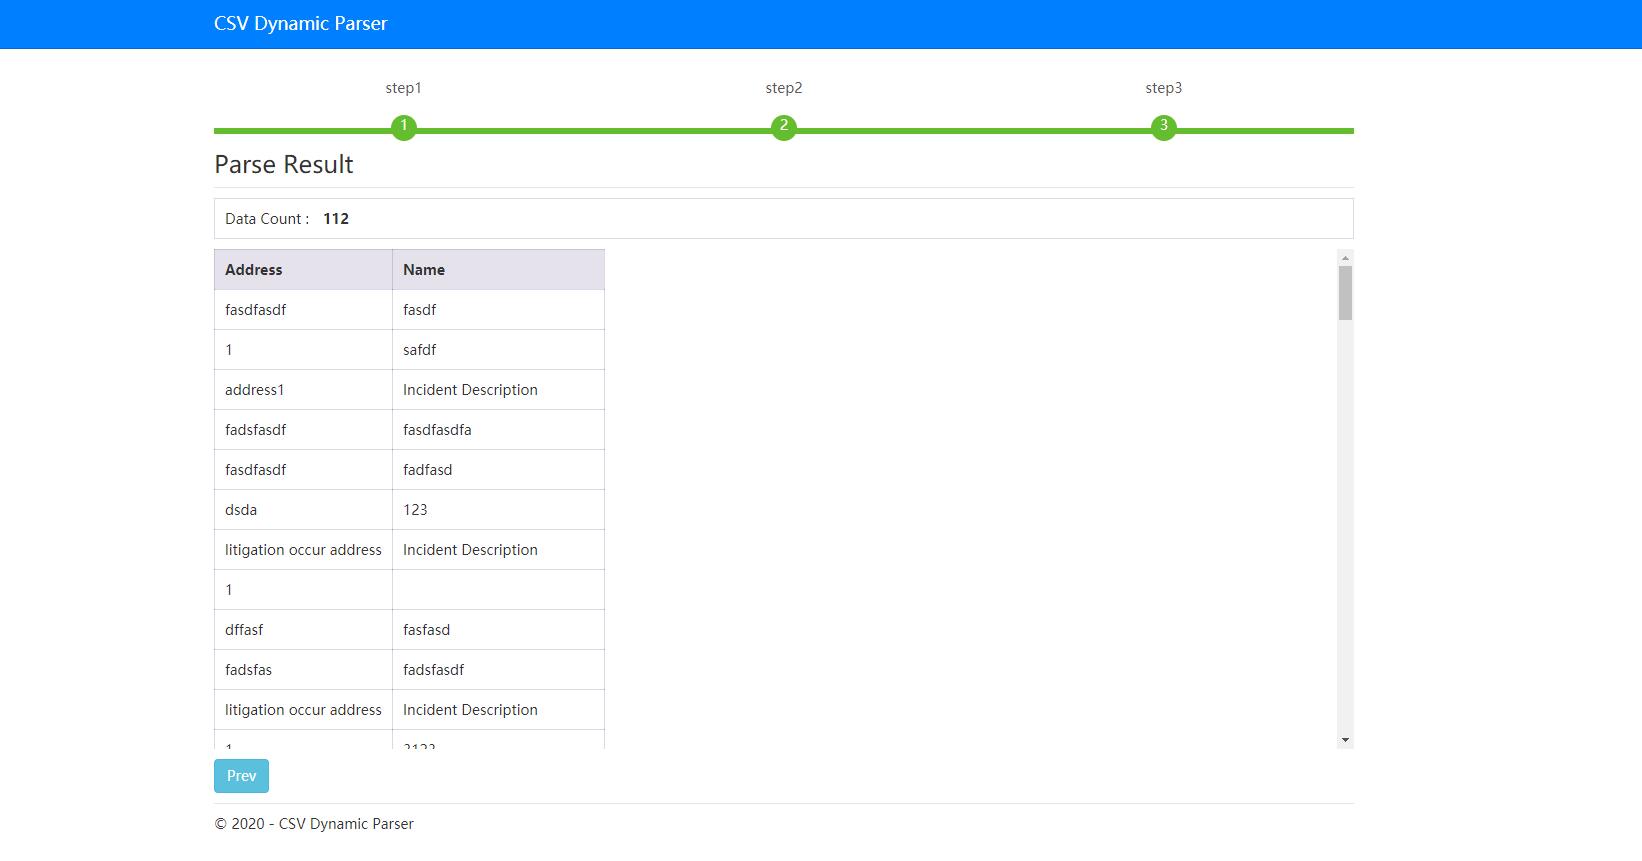 CSV Dynamic Parser
step1 step2 step3
1 2 3
Parse Result
Data Count : 112
Address Name
fasdfasdf fasdf
1 safdf
address1 Incident Description
fadsfasdf fasdfasdfa
fasdfasdf fadfasd
dsda 123
litigation occur address Incident Description
1
dffasf fasfasd
fadsfas fadsfasdf
litigation occur address Incident Description
Prev
© 2020 - CSV Dynamic Parser